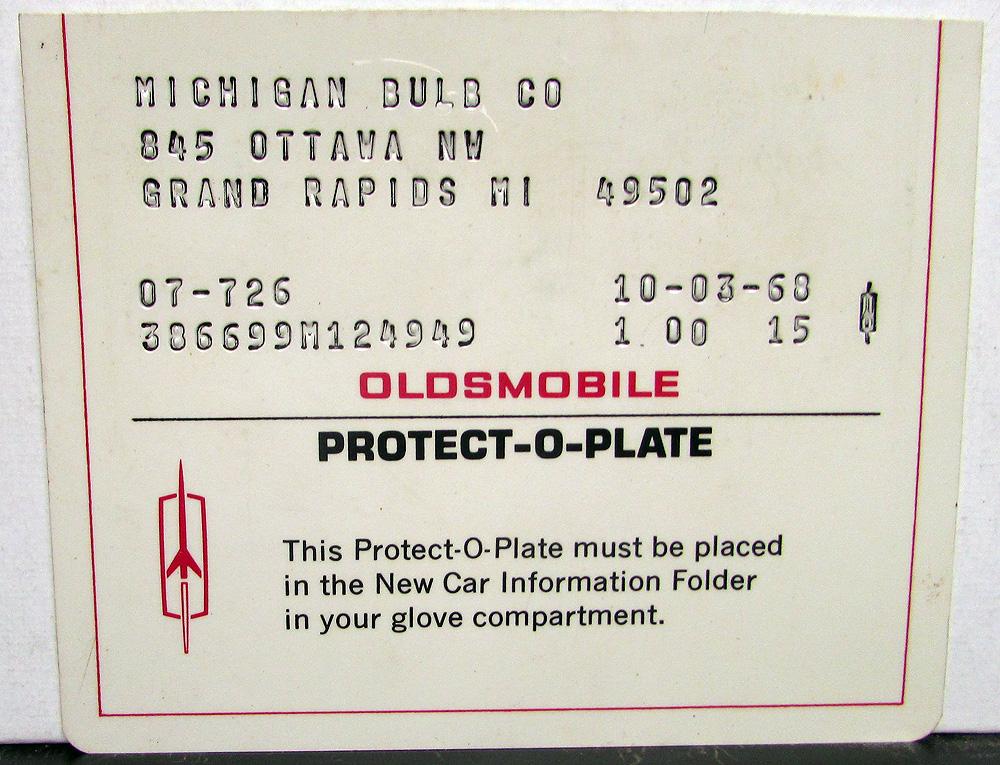 MICHIGAN BULB CO
845 OTTAWA NW
GRAND RAPIDS MI 49502
07-726 10-03-68
386699M124949 1.00 15
OLDSMOBILE
PROTECT-O-PLATE
This Protect-O-Plate must be placed
in the New Car Information Folder
in your glove compartment.